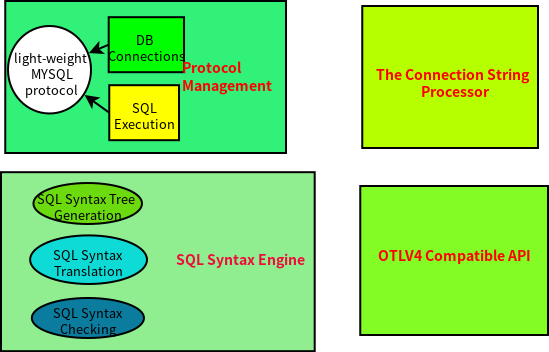 DB
Connections
light-weight
MYSQL
protocol
Protocol
Management
SQL
Execution
The Connection String
Processor
SQL Syntax Tree
Generation
SQL Syntax
Translation
SQL Syntax Engine
SQL Syntax
Checking
OTLV4 Compatible API